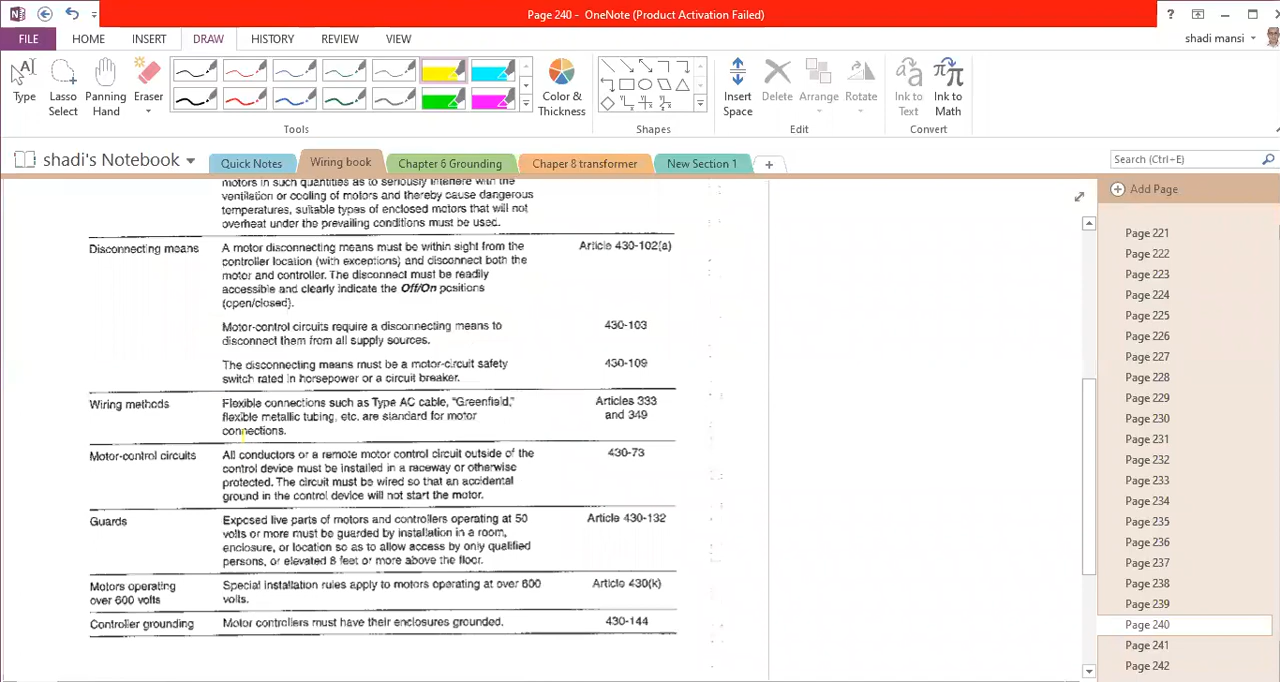 Page 240 - OneNote (Product Activation Failed)
FILE
HOME
INSERT
DRAW
HISTORY
REVIEW
VIEW
shadi mansi
Type
Lasso
Select
Panning
Hand
Eraser
Color &
Thickness
Insert
Space
Delete
Arrange
Rotate
Ink to
Text
Ink to
Math
Tools
Shapes
Edit
Convert
shadi's Notebook
Quick Notes
Wiring book
Chapter 6 Grounding
Chaper 8 transformer
New Section 1
Search (Ctrl+E)
Add Page
motors in such quantities as to seriously interfere with the
ventilation or cooling of motors and thereby cause dangerous
temperatures, suitable types of enclosed motors that will not
overheat under the prevailing conditions must be used.
Disconnecting means
A motor disconnecting means must be within sight from the
controller location (with exceptions) and disconnect both the
motor and controller. The disconnect must be readily
accessible and clearly indicate the Off/On positions
(open/closed).
Article 430-102(a)
Motor-control circuits require a disconnecting means to
disconnect them from all supply sources.
430-103
The disconnecting means must be a motor-circuit safety
switch rated in horsepower or a circuit breaker.
430-109
Wiring methods
Flexible connections such as Type AC cable, "Greenfield,"
flexible metallic tubing, etc. are standard for motor
connections.
Articles 333
and 349
Motor-control circuits
All conductors or a remote motor control circuit outside of the
control device must be installed in a raceway or otherwise
protected. The circuit must be wired so that an accidental
ground in the control device will not start the motor.
430-73
Guards
Exposed live parts of motors and controllers operating at 50
volts or more must be guarded by installation in a room,
enclosure, or location so as to allow access by only qualified
persons, or elevated 8 feet or more above the floor.
Article 430-132
Motors operating
over 600 volts
Special installation rules apply to motors operating at over 600
volts.
Article 430(k)
Controller grounding
Motor controllers must have their enclosures grounded.
430-144
Page 221
Page 222
Page 223
Page 224
Page 225
Page 226
Page 227
Page 228
Page 229
Page 230
Page 231
Page 232
Page 233
Page 234
Page 235
Page 236
Page 237
Page 238
Page 239
Page 240
Page 241
Page 242